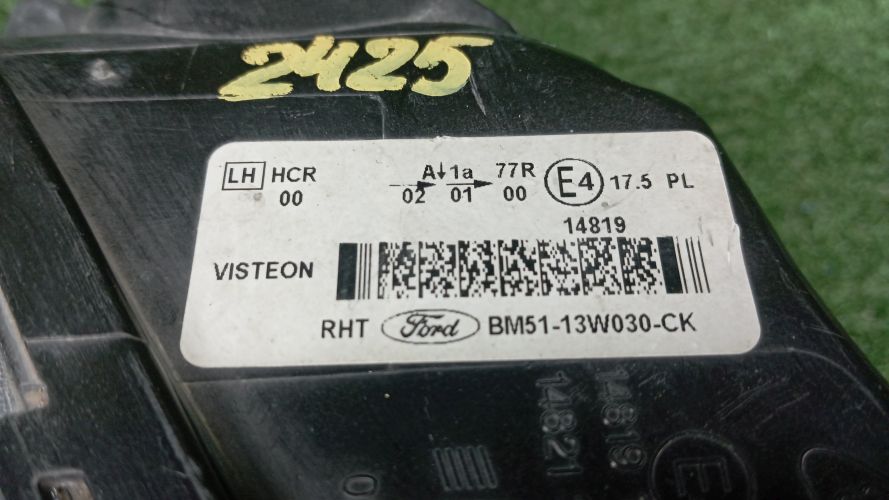 2425
LH HCR A↓ 1a 77R E4 17.5 PL
00 02 01 00
14819
VISTEON
RHT Ford BM51-13W030-CK
14819
14821
E